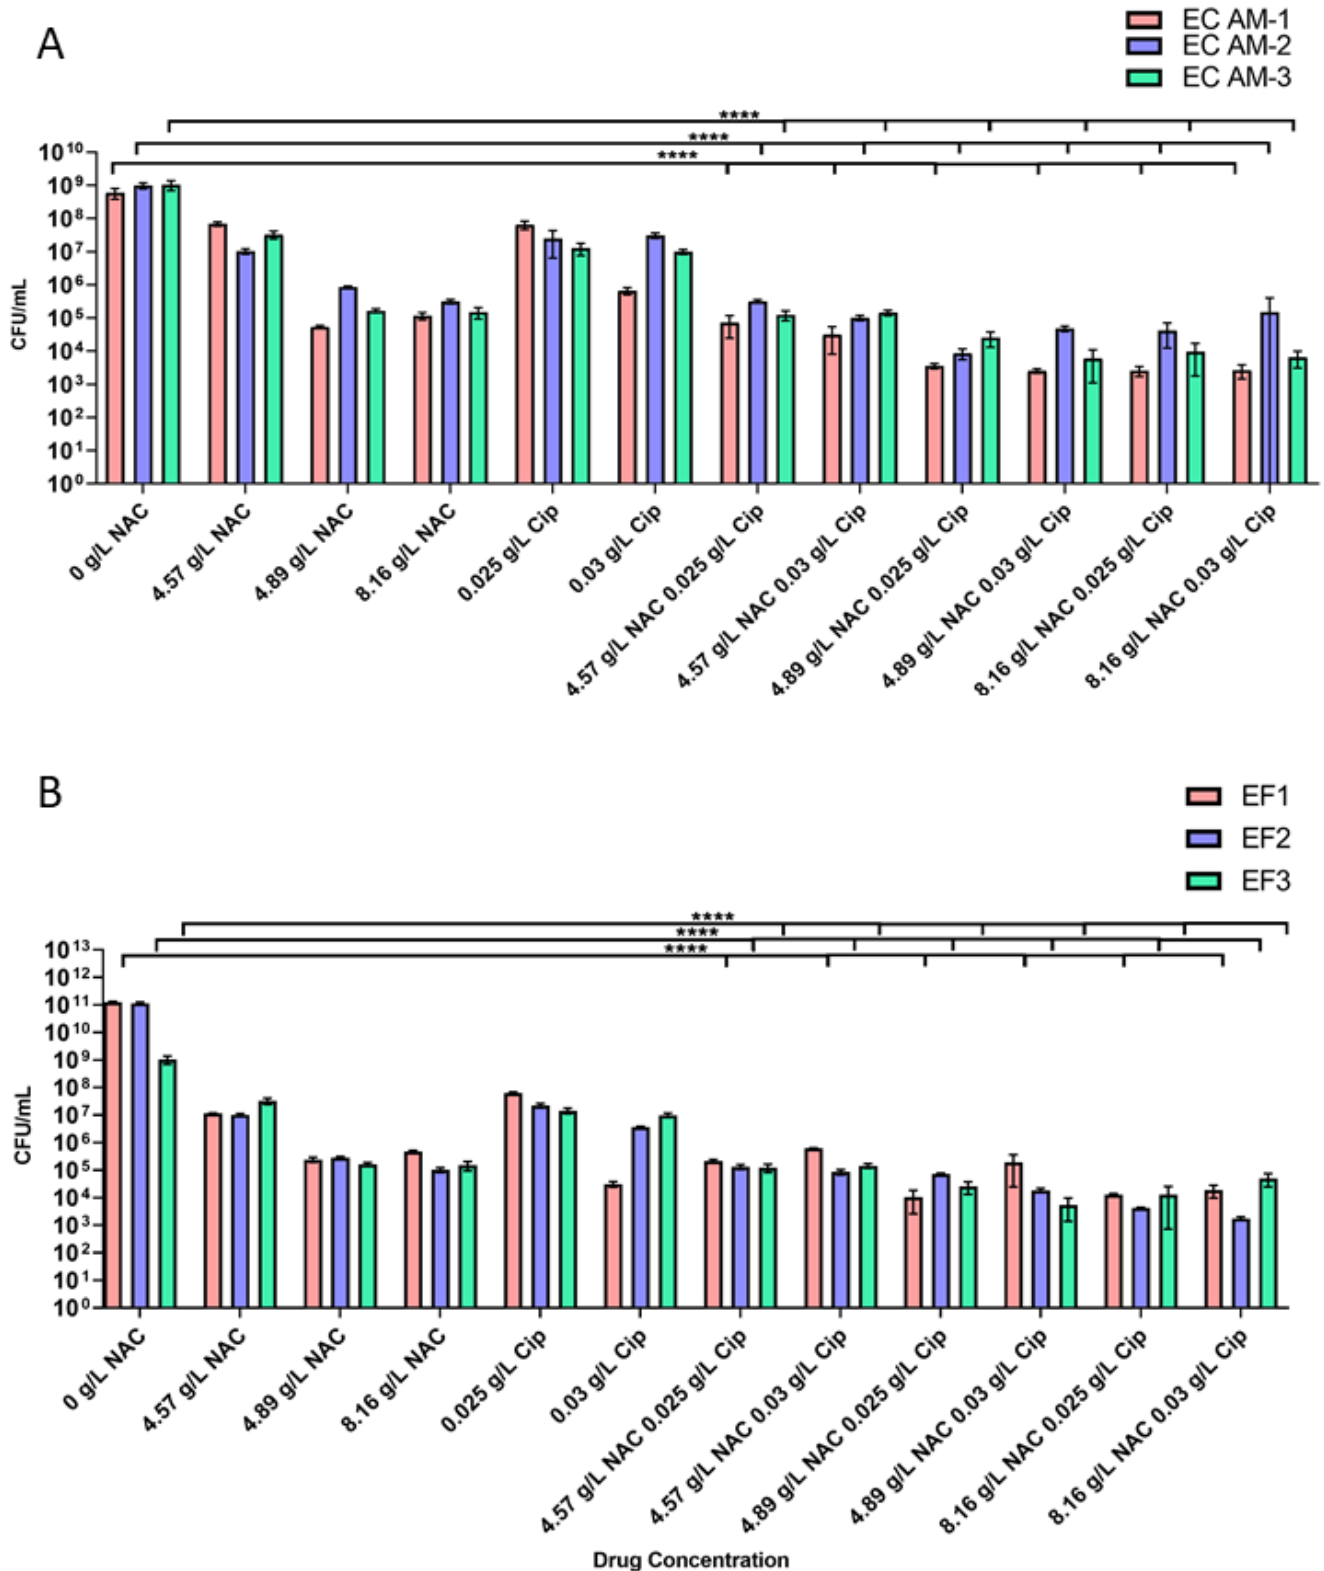 A
EC AM-1
EC AM-2
EC AM-3
****
****
****
10¹⁰
10⁹
10⁸
10⁷
10⁶
10⁵
10⁴
10³
10²
10¹
10⁰
CFU/mL
0 g/L NAC
4.57 g/L NAC
4.89 g/L NAC
8.16 g/L NAC
0.025 g/L Cip
0.03 g/L Cip
4.57 g/L NAC 0.025 g/L Cip
4.57 g/L NAC 0.03 g/L Cip
4.89 g/L NAC 0.025 g/L Cip
4.89 g/L NAC 0.03 g/L Cip
8.16 g/L NAC 0.025 g/L Cip
8.16 g/L NAC 0.03 g/L Cip
B
EF1
EF2
EF3
****
****
****
10¹³
10¹²
10¹¹
10¹⁰
10⁹
10⁸
10⁷
10⁶
10⁵
10⁴
10³
10²
10¹
10⁰
CFU/mL
0 g/L NAC
4.57 g/L NAC
4.89 g/L NAC
8.16 g/L NAC
0.025 g/L Cip
0.03 g/L Cip
4.57 g/L NAC 0.025 g/L Cip
4.57 g/L NAC 0.03 g/L Cip
4.89 g/L NAC 0.025 g/L Cip
4.89 g/L NAC 0.03 g/L Cip
8.16 g/L NAC 0.025 g/L Cip
8.16 g/L NAC 0.03 g/L Cip
Drug Concentration